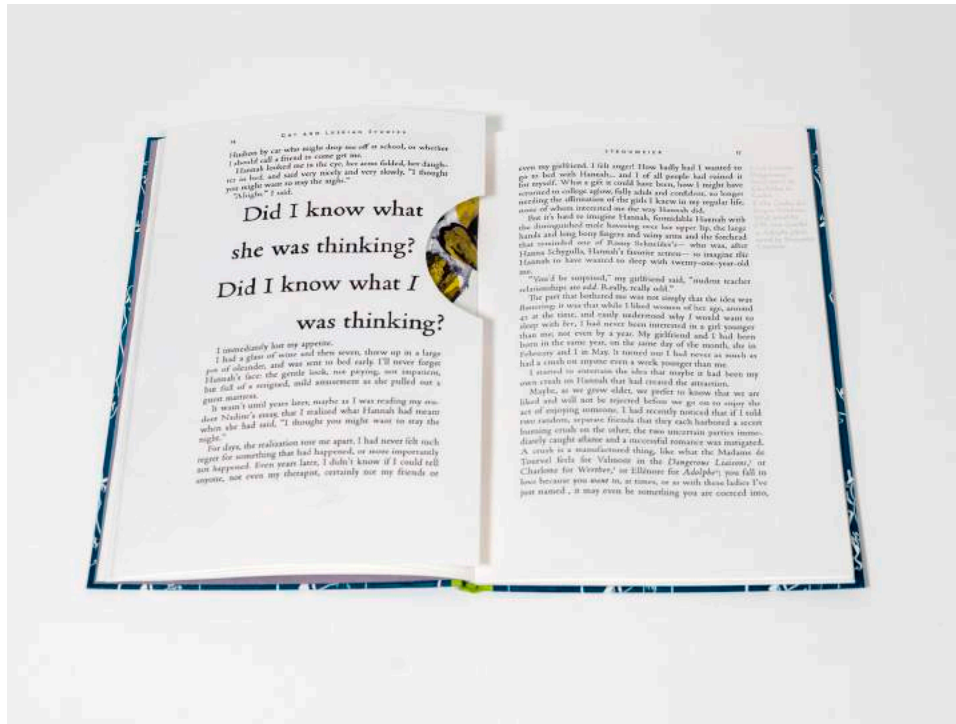 14
CAT AND LESBIAN STUDIES
Hudson by car who might drop me off at school, or whether
I should call a friend to come get me.
Hannah looked me in the eye, her arms folded, her daugh-
ter in bed, and said very nicely and very slowly, "I thought
you might want to stay the night."
"Alright," I said.
Did I know what
she was thinking?
Did I know what I
was thinking?
I immediately lost my appetite.
I had a glass of wine and then seven, threw up in a large
pot of oleander, and was sent to bed early. I'll never forget
Hannah's face: the gentle look, not prying, not impatient,
but full of a resigned, mild amusement as she pulled out a
guest mattress.
It wasn't until years later, maybe as I was reading my stu-
dent Nadine's essay, that I realized what Hannah had meant
when she had said, "I thought you might want to stay the
night."
For days, the realization tore me apart. I had never felt such
regret for something that had happened, or more importantly
not happened. Even years later, I didn't know if I could tell
anyone, not even my therapist, certainly not my friends or
STROUMEIER
15
even my girlfriend. I felt anger! How badly had I wanted to
go to bed with Hannah... and I of all people had ruined it
for myself. What a gift it could have been, how I might have
returned to college aglow, fully adult and confident, no longer
needing the affirmation of the girls I knew in my regular life,
none of whom interested me the way Hannah did.
But it's hard to imagine Hannah, formidable Hannah with
the distinguished mole hovering over her upper lip, the large
hands and long bony fingers and veiny arms and the forehead
that reminded one of Romy Schneider's— who was, after
Hanna Schygulla, Hannah's favorite actress— to imagine this
Hannah to have wanted to sleep with twenty-one-year-old
me.
"You'd be surprised," my girlfriend said, "student teacher
relationships are odd. Really, really odd."
The part that bothered me was not simply that the idea was
flattering; it was that while I liked women of her age, around
42 at the time, and easily understood why I would want to
sleep with her, I had never been interested in a girl younger
than me, not even by a year. My girlfriend and I had been
born in the same year, on the same day of the month, she in
February and I in May. It turned out I had never as much as
had a crush on anyone even a week younger than me.
I started to entertain the idea that maybe it had been my
own crush on Hannah that had created the attraction.
Maybe, as we grew older, we prefer to know that we are
liked and will not be rejected before we go on to enjoy the
act of enjoying someone. I had recently noticed that if I told
two random, separate friends that they each harbored a secret
burning crush on the other, the two uncertain parties imme-
diately caught aflame and a successful romance was instigated.
A crush is a manufactured thing, like what the Madame de
Tourvel feels for Valmont in the Dangerous Liaisons, or
Charlotte for Werther, or Ellénore for Adolphe; you fall in
love because you want to, at times, or as with these ladies I've
just named , it may even be something you are coerced into,